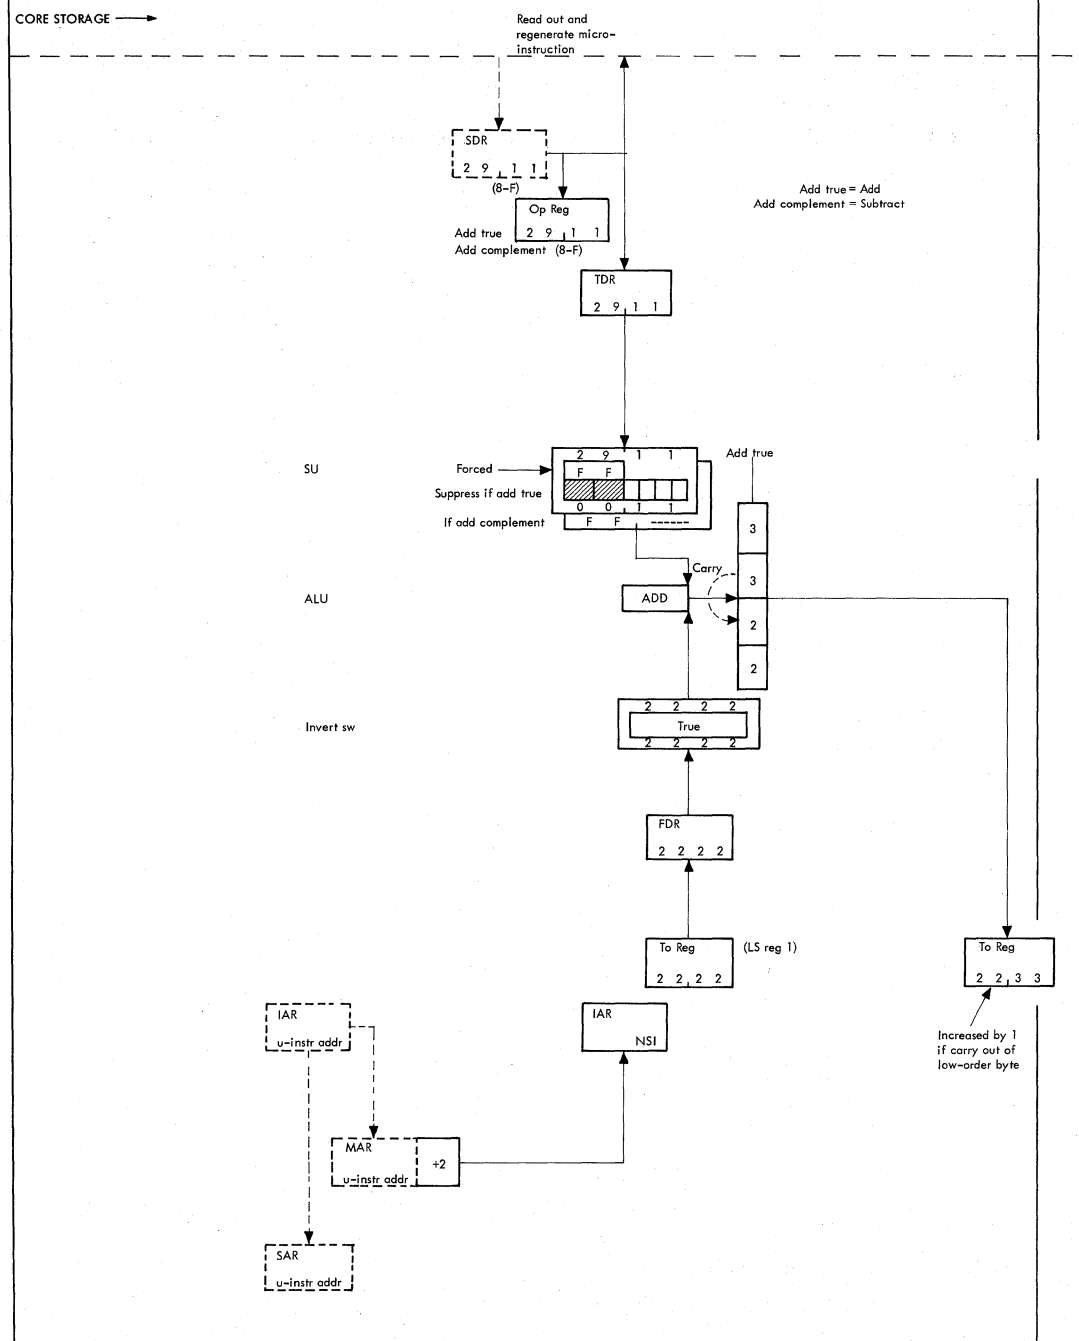 CORE STORAGE
Read out and
regenerate micro-
instruction
SDR
2 9 1 1
(8-F)
Op Reg
Add true 2 9 1 1
Add complement (8-F)
Add true = Add
Add complement = Subtract
TDR
2 9 1 1
SU
Forced
2 9 1 1
F F
Suppress if add true
0 0 1 1
If add complement
F F ------
Add true
3
3
2
2
Carry
ALU
ADD
2 2 2 2
Invert sw
True
2 2 2 2
FDR
2 2 2 2
To Reg (LS reg 1)
2 2 2 2
To Reg
2 2 3 3
Increased by 1
if carry out of
low-order byte
IAR
u-instr addr
IAR
NSI
MAR
u-instr addr
+2
SAR
u-instr addr